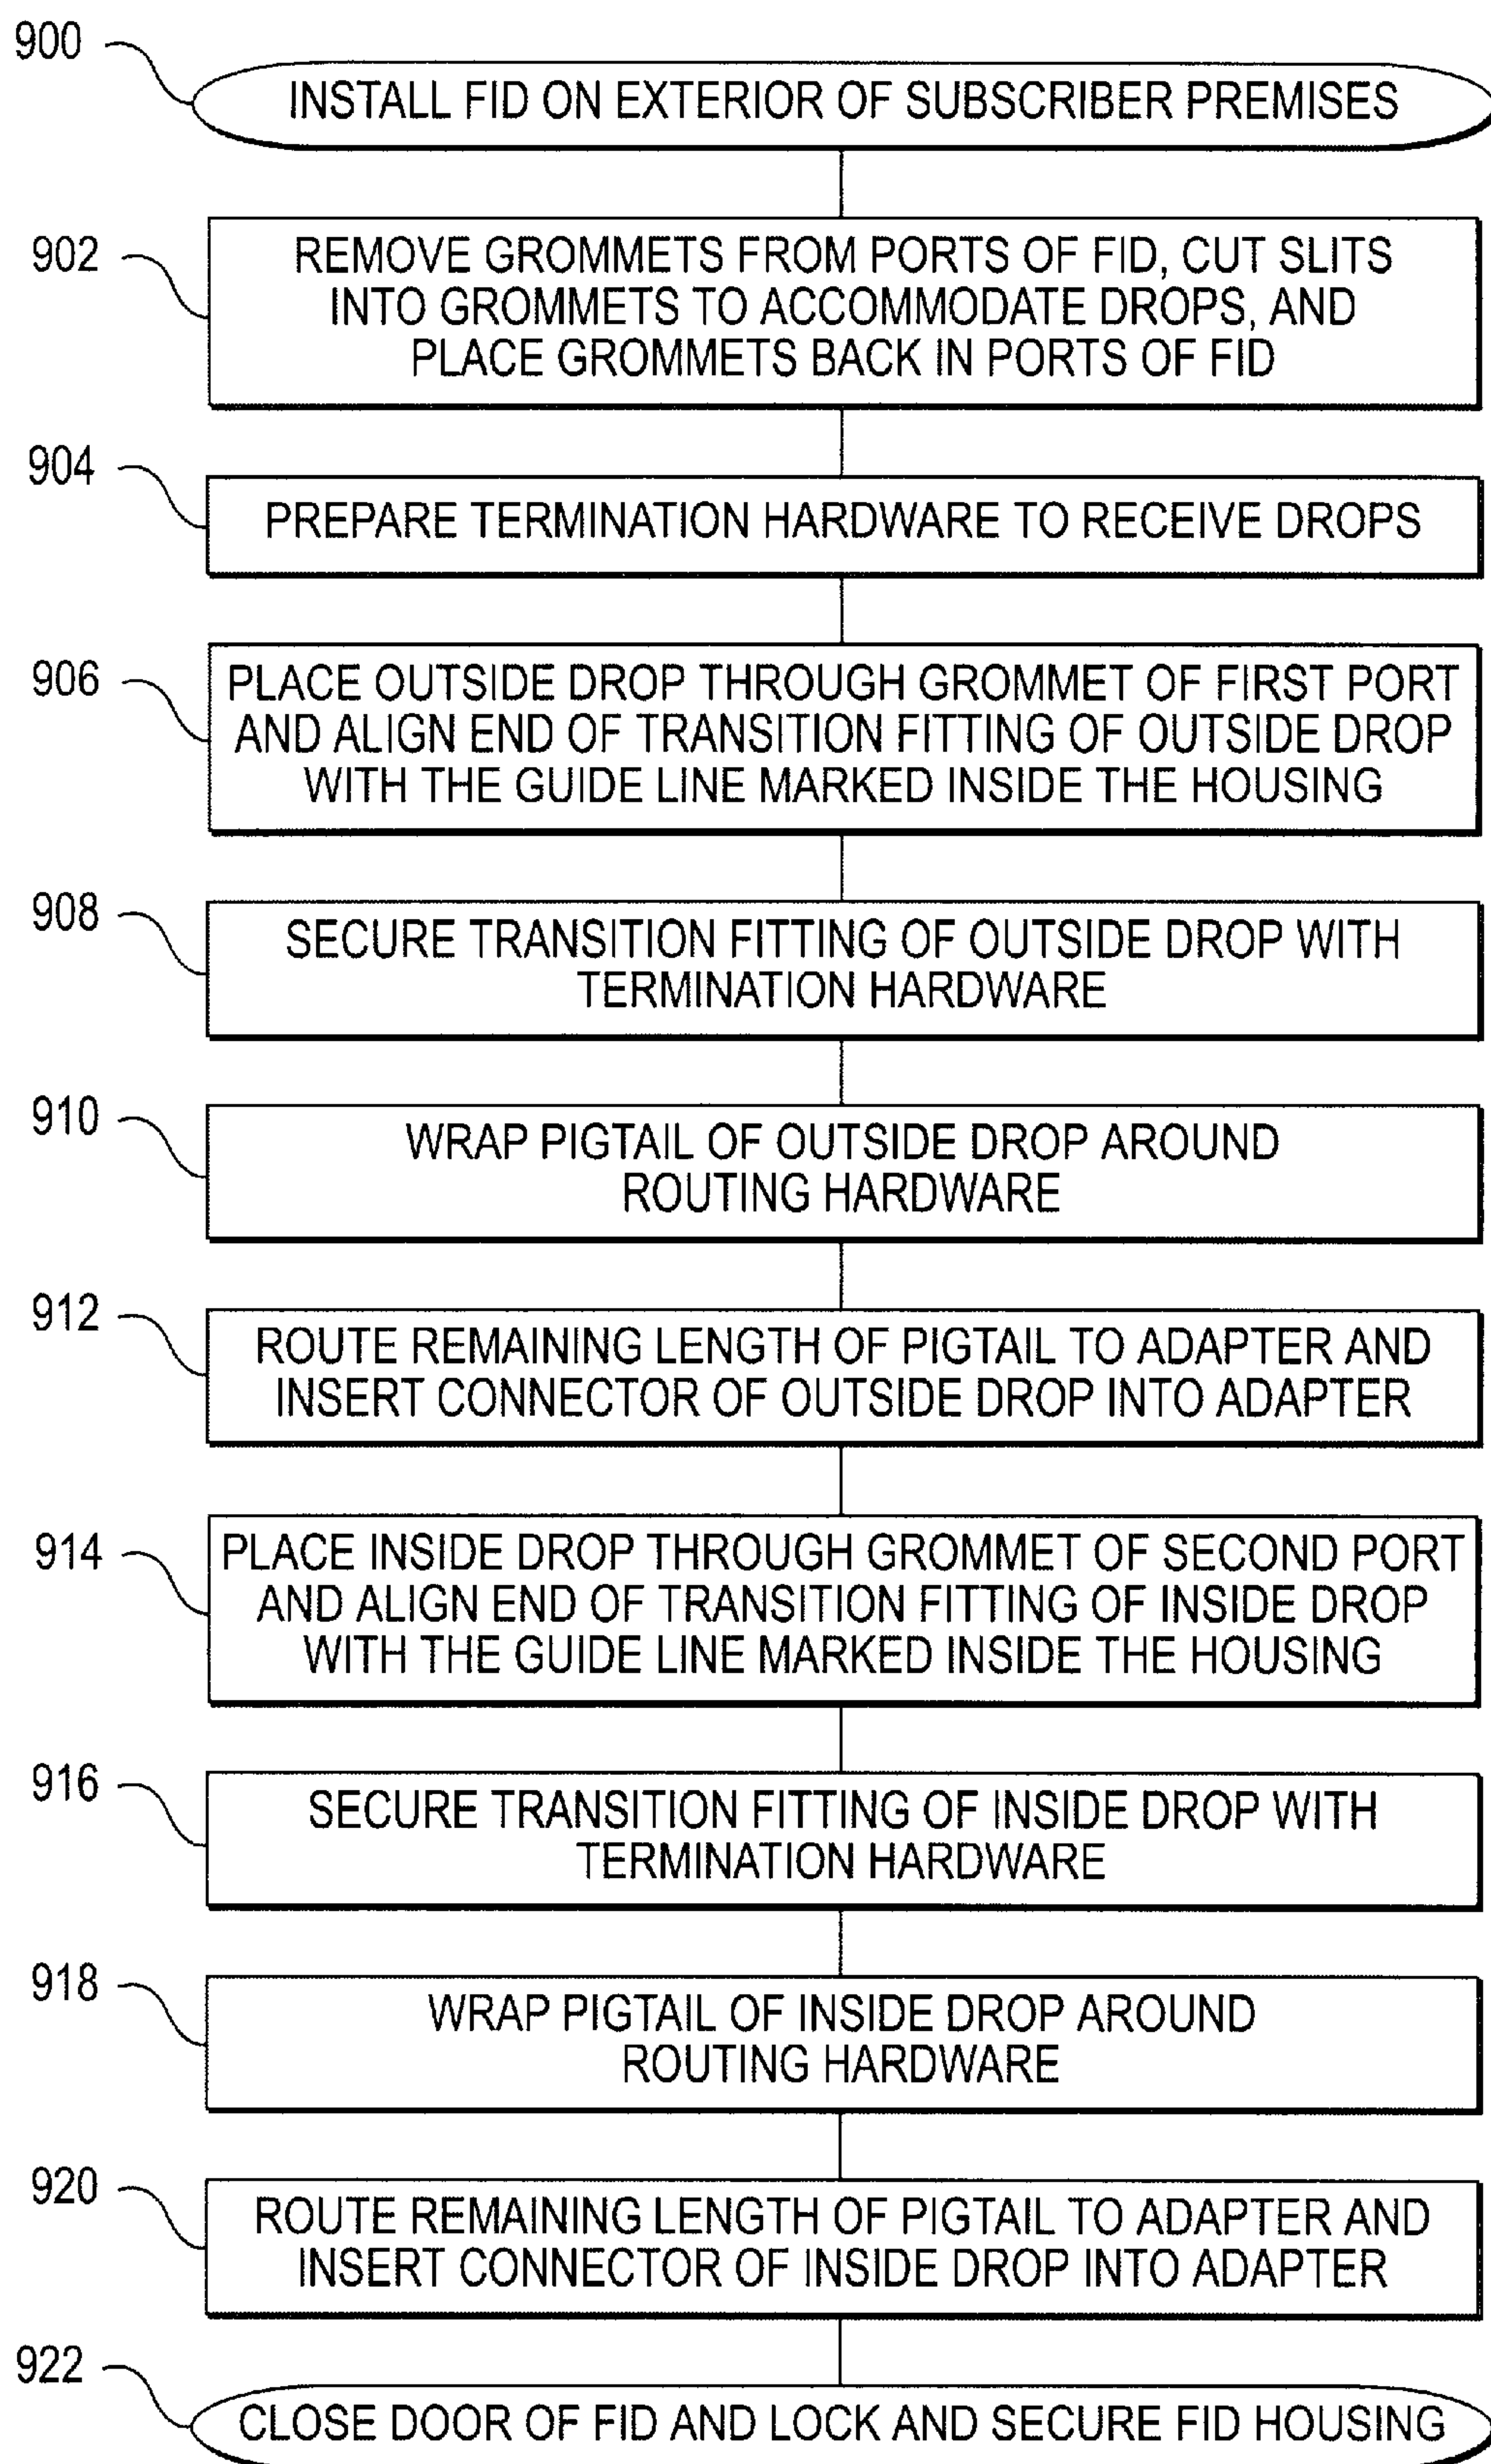 900
INSTALL FID ON EXTERIOR OF SUBSCRIBER PREMISES
902
REMOVE GROMMETS FROM PORTS OF FID, CUT SLITS
INTO GROMMETS TO ACCOMMODATE DROPS, AND
PLACE GROMMETS BACK IN PORTS OF FID
904
PREPARE TERMINATION HARDWARE TO RECEIVE DROPS
906
PLACE OUTSIDE DROP THROUGH GROMMET OF FIRST PORT
AND ALIGN END OF TRANSITION FITTING OF OUTSIDE DROP
WITH THE GUIDE LINE MARKED INSIDE THE HOUSING
908
SECURE TRANSITION FITTING OF OUTSIDE DROP WITH
TERMINATION HARDWARE
910
WRAP PIGTAIL OF OUTSIDE DROP AROUND
ROUTING HARDWARE
912
ROUTE REMAINING LENGTH OF PIGTAIL TO ADAPTER AND
INSERT CONNECTOR OF OUTSIDE DROP INTO ADAPTER
914
PLACE INSIDE DROP THROUGH GROMMET OF SECOND PORT
AND ALIGN END OF TRANSITION FITTING OF INSIDE DROP
WITH THE GUIDE LINE MARKED INSIDE THE HOUSING
916
SECURE TRANSITION FITTING OF INSIDE DROP WITH
TERMINATION HARDWARE
918
WRAP PIGTAIL OF INSIDE DROP AROUND
ROUTING HARDWARE
920
ROUTE REMAINING LENGTH OF PIGTAIL TO ADAPTER AND
INSERT CONNECTOR OF INSIDE DROP INTO ADAPTER
922
CLOSE DOOR OF FID AND LOCK AND SECURE FID HOUSING